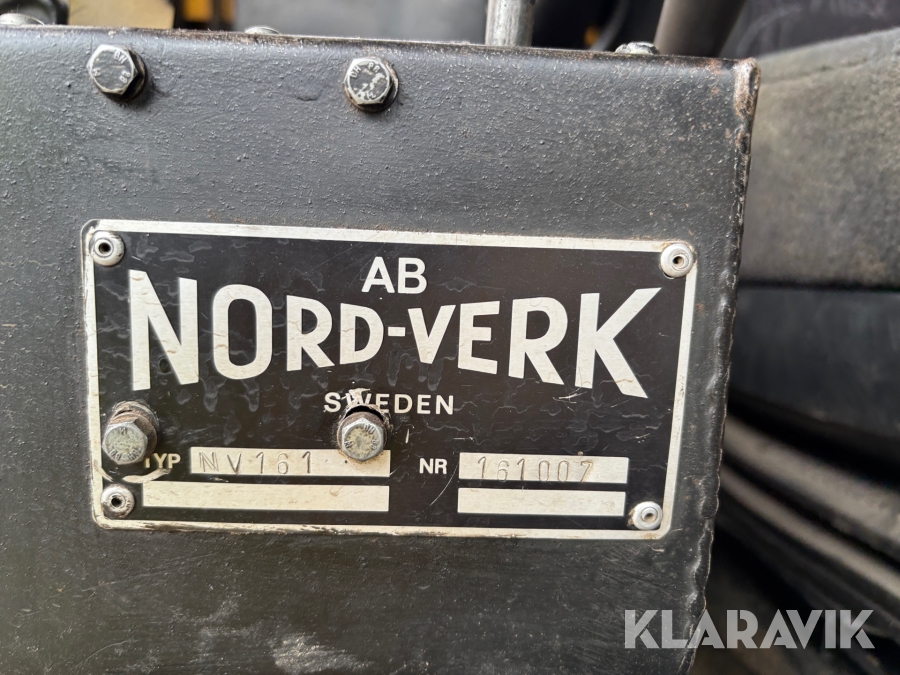 AB
NORD-VERK
SWEDEN
TYP NV161 NR 161007
KLARAVIK